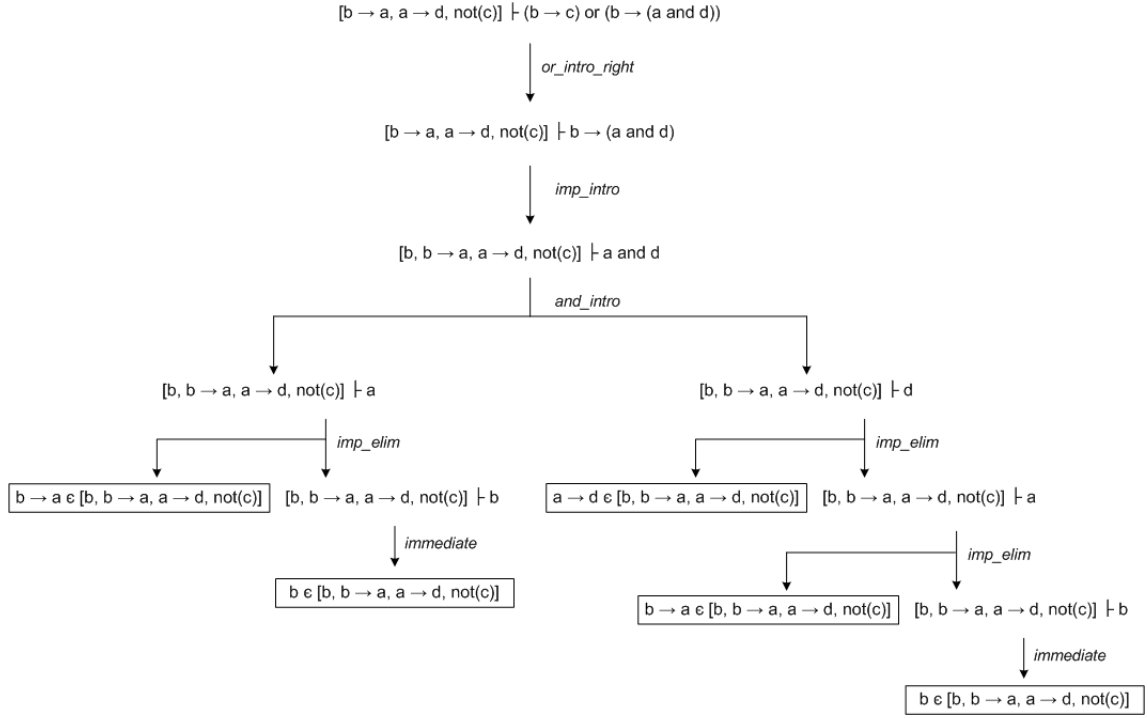 [b → a, a → d, not(c)] ├ (b → c) or (b → (a and d))
or_intro_right
[b → a, a → d, not(c)] ├ b → (a and d)
imp_intro
[b, b → a, a → d, not(c)] ├ a and d
and_intro
[b, b → a, a → d, not(c)] ├ a
[b, b → a, a → d, not(c)] ├ d
imp_elim
imp_elim
b → a є [b, b → a, a → d, not(c)]
[b, b → a, a → d, not(c)] ├ b
a → d є [b, b → a, a → d, not(c)]
[b, b → a, a → d, not(c)] ├ a
immediate
imp_elim
b є [b, b → a, a → d, not(c)]
b → a є [b, b → a, a → d, not(c)]
[b, b → a, a → d, not(c)] ├ b
immediate
b є [b, b → a, a → d, not(c)]